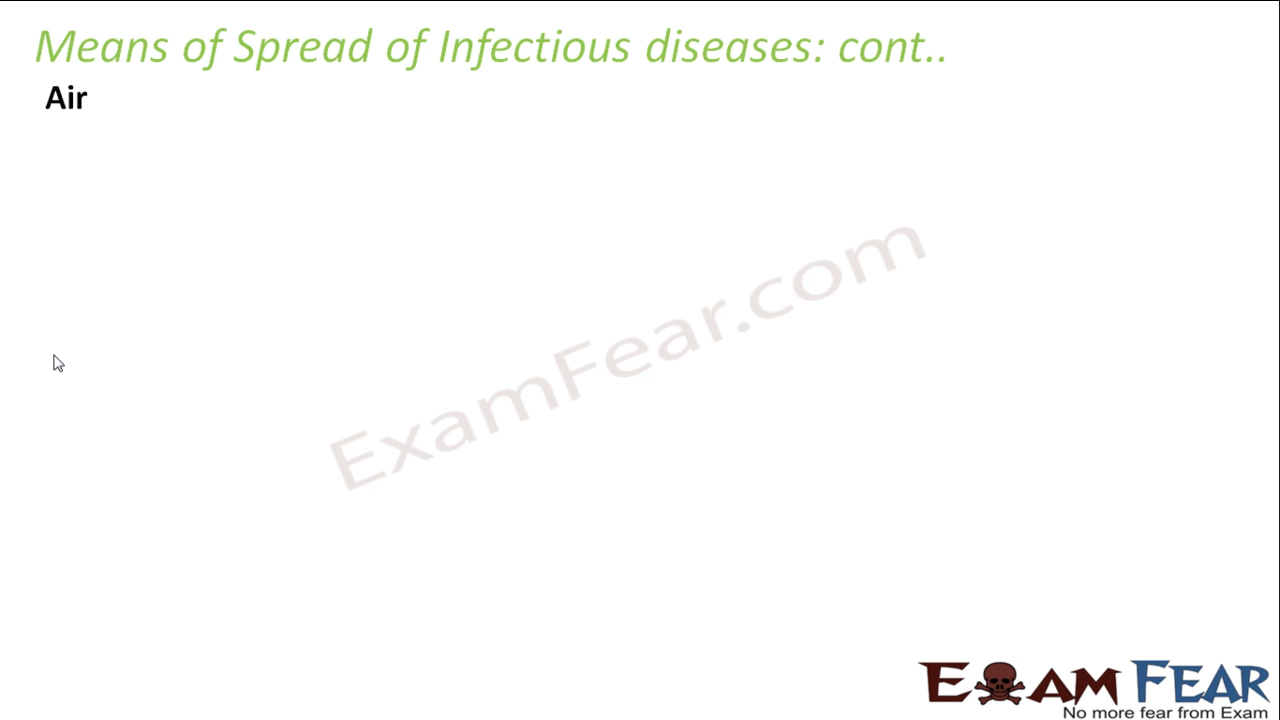 Means of Spread of Infectious diseases: cont..
Air
ExamFear.com
EXAM FEAR
No more fear from Exam